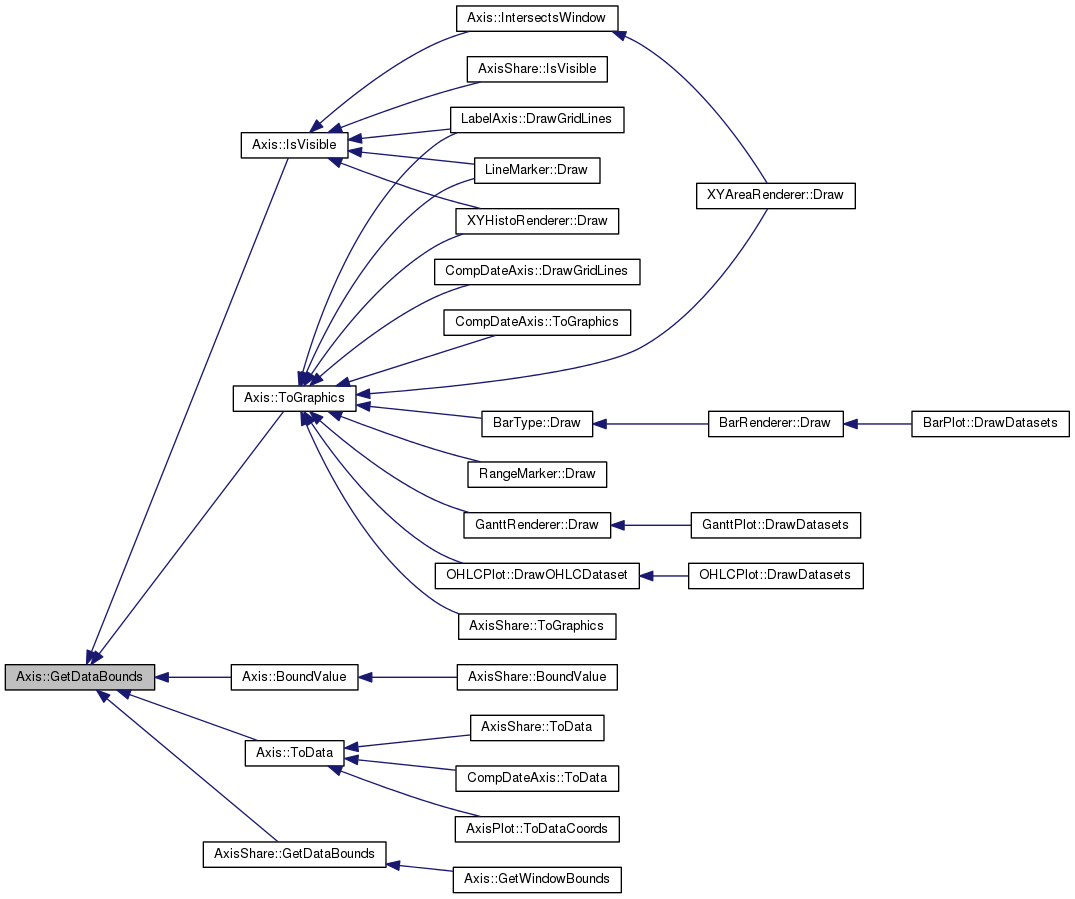 Axis::IntersectsWindow
AxisShare::IsVisible
LabelAxis::DrawGridLines
Axis::IsVisible
LineMarker::Draw
XYAreaRenderer::Draw
XYHistoRenderer::Draw
CompDateAxis::DrawGridLines
CompDateAxis::ToGraphics
Axis::ToGraphics
BarType::Draw
BarRenderer::Draw
BarPlot::DrawDatasets
RangeMarker::Draw
GanttRenderer::Draw
GanttPlot::DrawDatasets
OHLCPlot::DrawOHLCDataset
OHLCPlot::DrawDatasets
AxisShare::ToGraphics
Axis::GetDataBounds
Axis::BoundValue
AxisShare::BoundValue
AxisShare::ToData
Axis::ToData
CompDateAxis::ToData
AxisPlot::ToDataCoords
AxisShare::GetDataBounds
Axis::GetWindowBounds